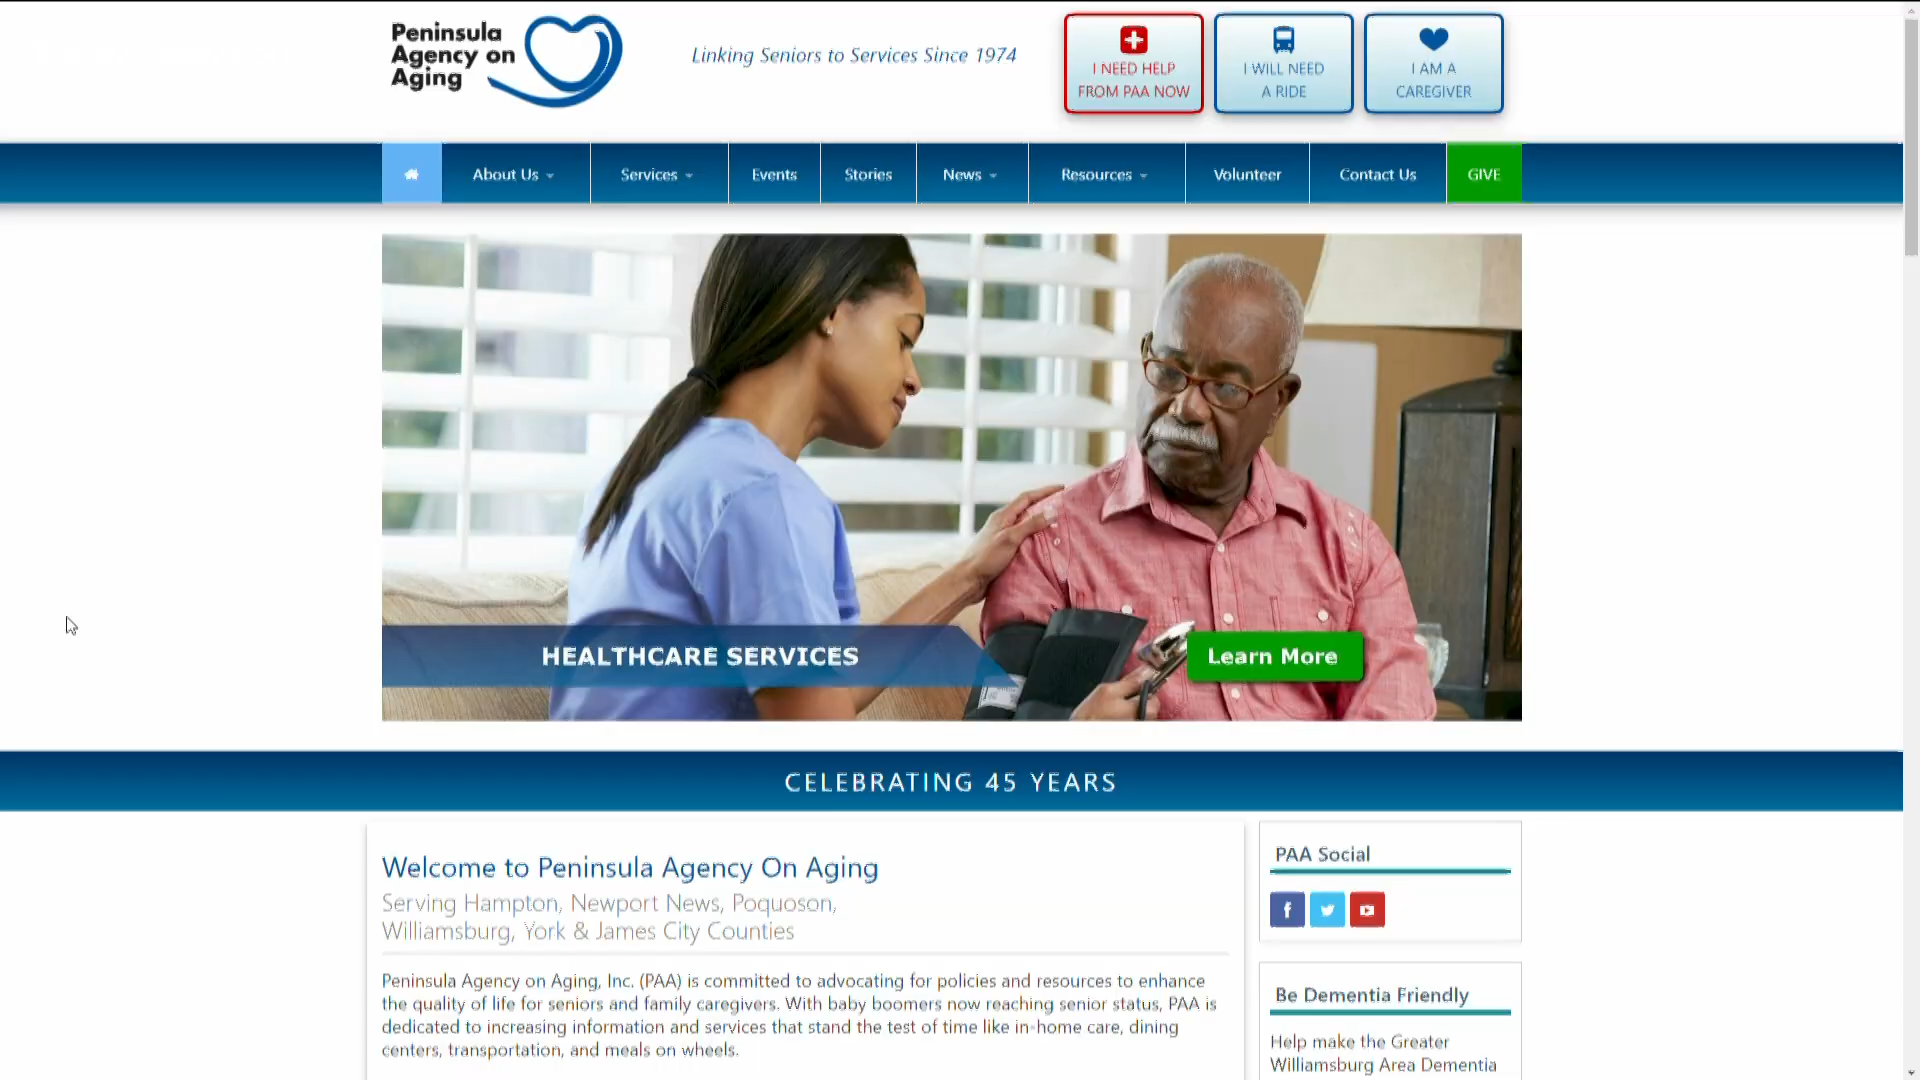 Peninsula
Agency on
Aging
Linking Seniors to Services Since 1974
I NEED HELP
FROM PAA NOW
I WILL NEED
A RIDE
I AM A
CAREGIVER
About Us
Services
Events
Stories
News
Resources
Volunteer
Contact Us
GIVE
HEALTHCARE SERVICES
Learn More
CELEBRATING 45 YEARS
Welcome to Peninsula Agency On Aging
Serving Hampton, Newport News, Poquoson,
Williamsburg, York & James City Counties
Peninsula Agency on Aging, Inc. (PAA) is committed to advocating for policies and resources to enhance
the quality of life for seniors and family caregivers. With baby boomers now reaching senior status, PAA is
dedicated to increasing information and services that stand the test of time like in-home care, dining
centers, transportation, and meals on wheels.
PAA Social
Be Dementia Friendly
Help make the Greater
Williamsburg Area Dementia